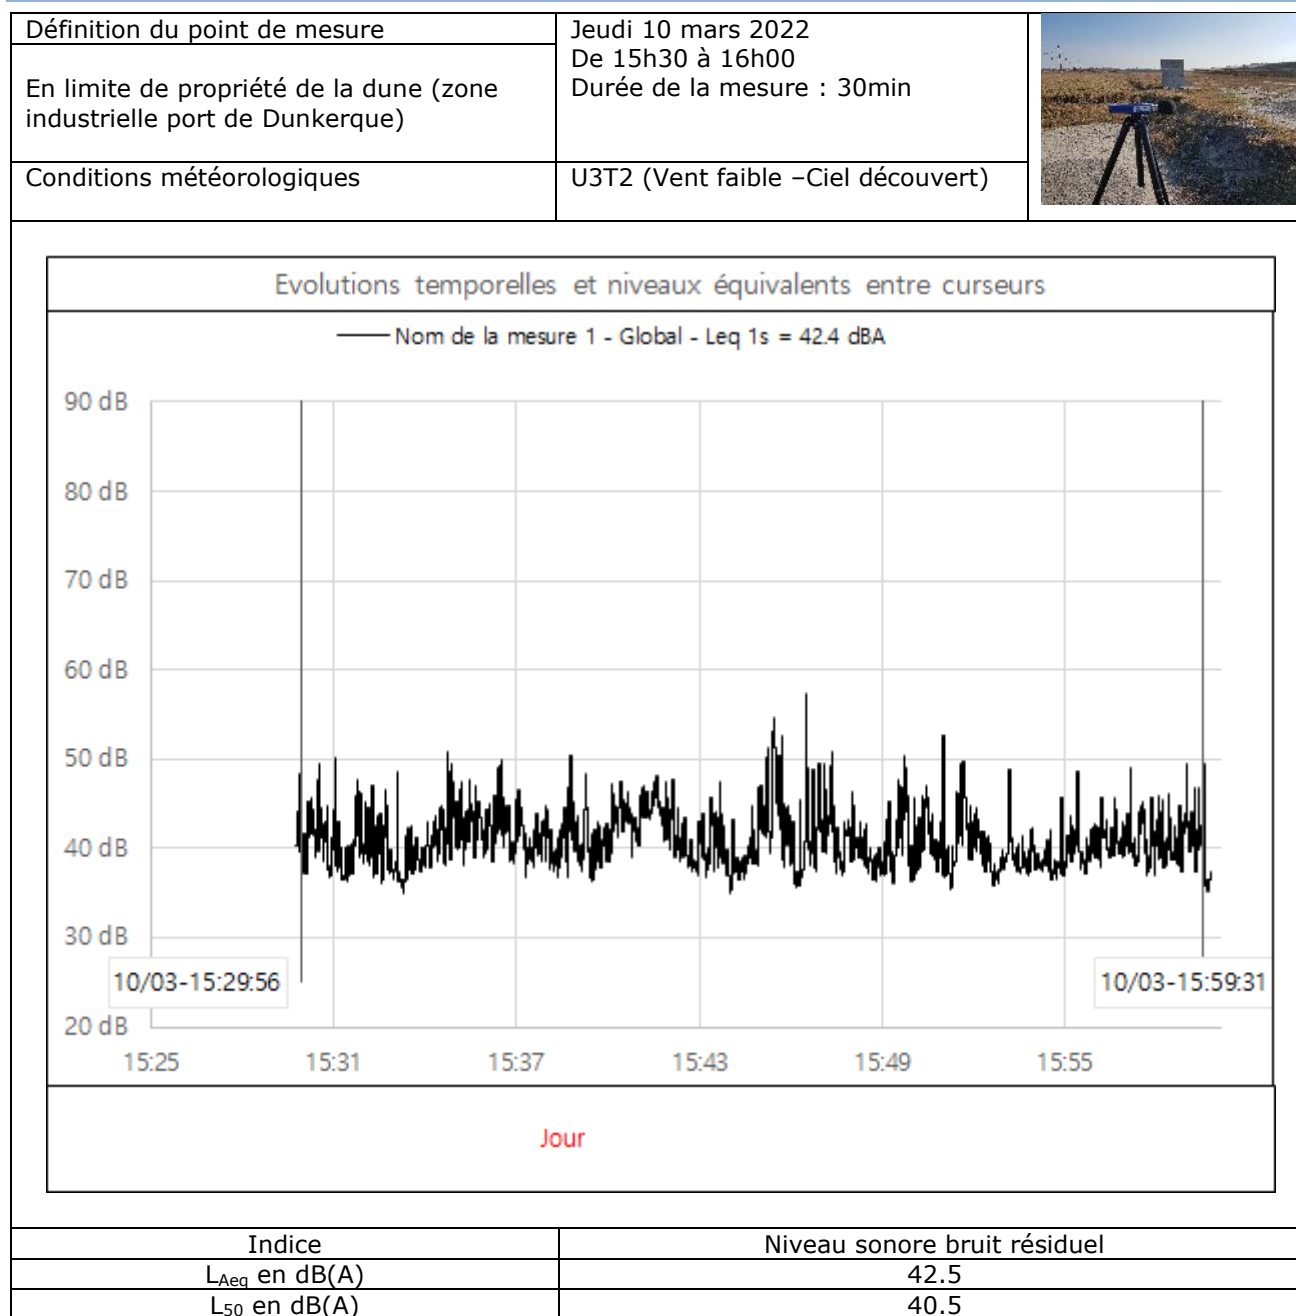 Définition du point de mesure
Jeudi 10 mars 2022
De 15h30 à 16h00
Durée de la mesure : 30min
En limite de propriété de la dune (zone
industrielle port de Dunkerque)
Conditions météorologiques
U3T2 (Vent faible –Ciel découvert)
Evolutions temporelles et niveaux équivalents entre curseurs
Nom de la mesure 1 - Global - Leq 1s = 42.4 dBA
90 dB
80 dB
70 dB
60 dB
50 dB
40 dB
30 dB
10/03-15:29:56
10/03-15:59:31
20 dB
15:25 15:31 15:37 15:43 15:49 15:55
Jour
Indice Niveau sonore bruit résiduel
LAeq en dB(A) 42.5
L50 en dB(A) 40.5